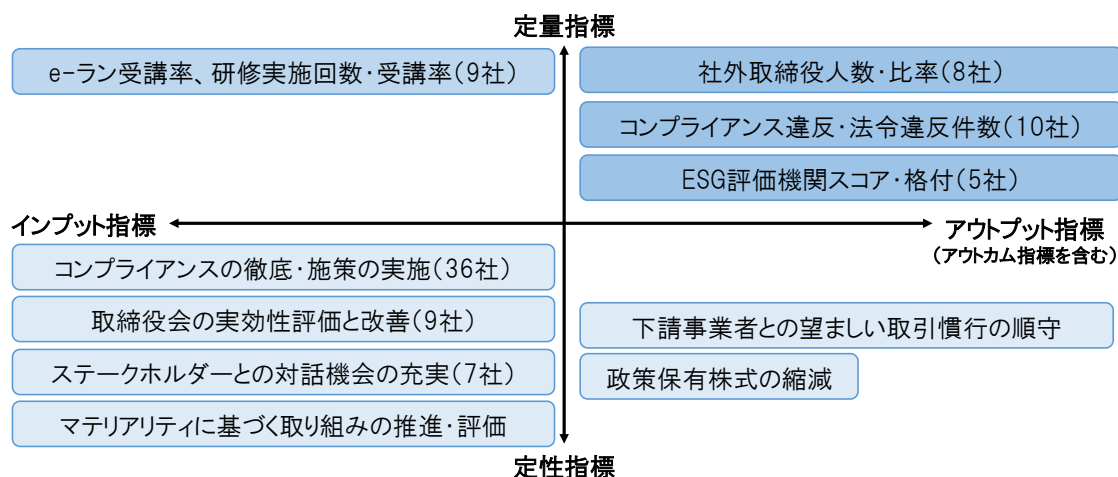 定量指標
e-ラン受講率、研修実施回数・受講率(9社)
社外取締役人数・比率(8社)
コンプライアンス違反・法令違反件数(10社)
ESG評価機関スコア・格付(5社)
インプット指標
アウトプット指標
(アウトカム指標を含む)
コンプライアンスの徹底・施策の実施(36社)
取締役会の実効性評価と改善(9社)
下請事業者との望ましい取引慣行の順守
ステークホルダーとの対話機会の充実(7社)
政策保有株式の縮減
マテリアリティに基づく取り組みの推進・評価
定性指標